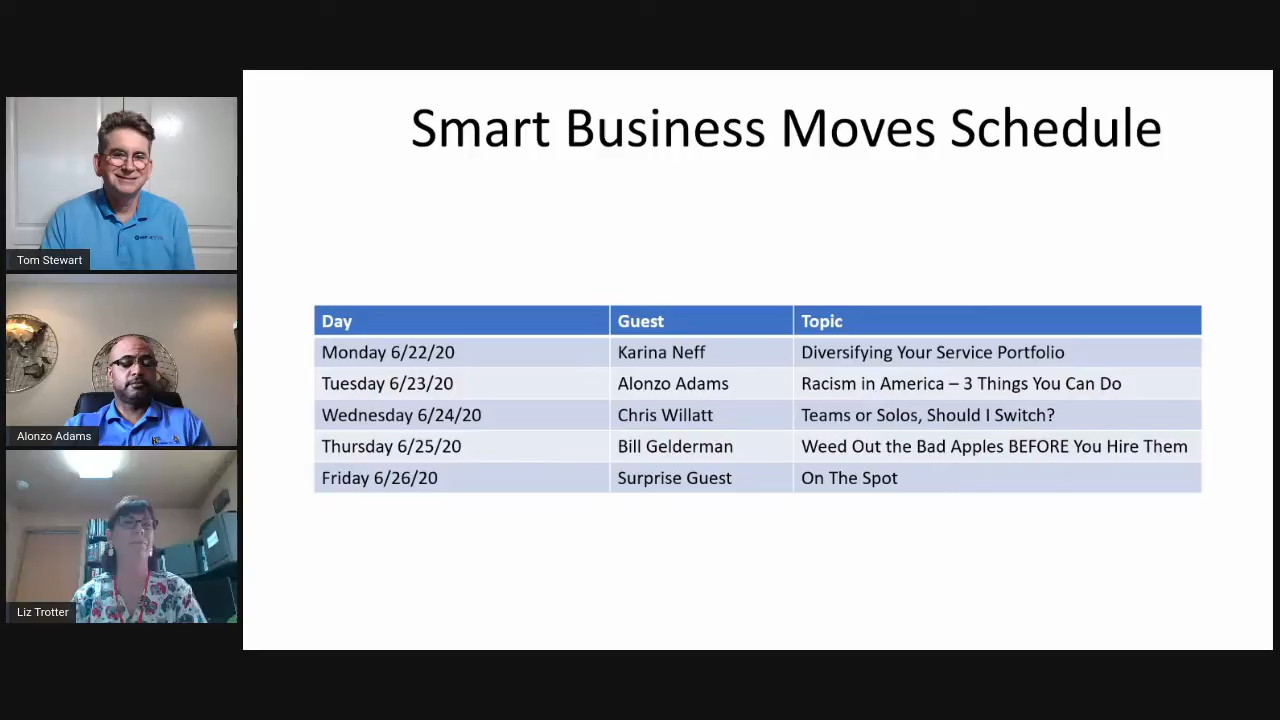 Smart Business Moves Schedule
Tom Stewart
Alonzo Adams
Liz Trotter
Day Guest Topic
Monday 6/22/20 Karina Neff Diversifying Your Service Portfolio
Tuesday 6/23/20 Alonzo Adams Racism in America – 3 Things You Can Do
Wednesday 6/24/20 Chris Willatt Teams or Solos, Should I Switch?
Thursday 6/25/20 Bill Gelderman Weed Out the Bad Apples BEFORE You Hire Them
Friday 6/26/20 Surprise Guest On The Spot